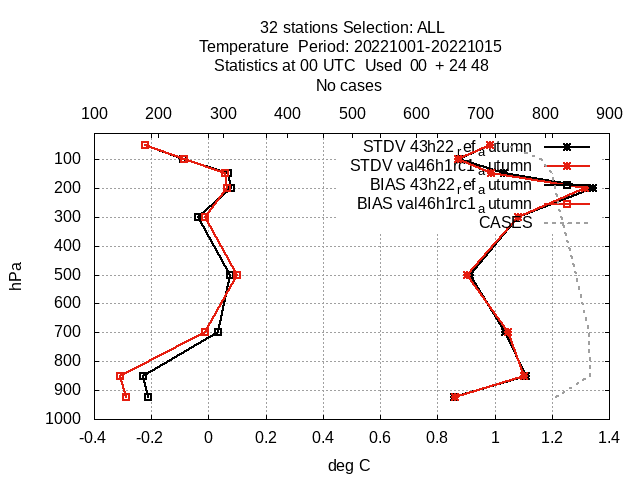 32 stations Selection: ALL
Temperature Period: 20221001-20221015
Statistics at 00 UTC Used 00 + 24 48
No cases
100 200 300 400 500 600 700 800 900
STDV 43h22_ref_autumn
STDV val46h1rc1_autumn
BIAS 43h22_ref_autumn
BIAS val46h1rc1_autumn
CASES
100
200
300
400
500
600
700
800
900
1000
hPa
-0.4 -0.2 0 0.2 0.4 0.6 0.8 1 1.2 1.4
deg C